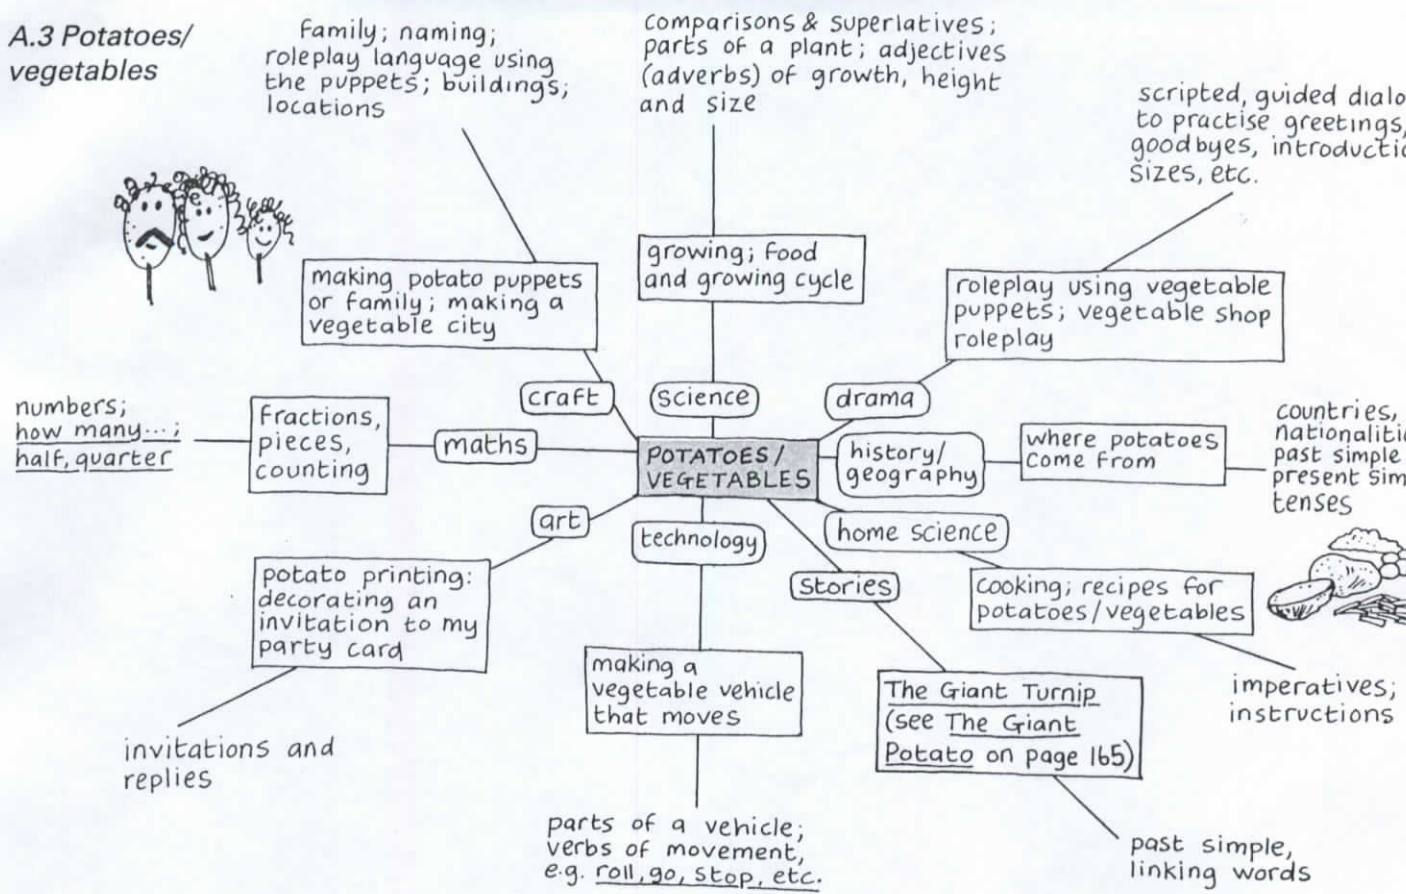 A.3 Potatoes/
vegetables
family; naming;
roleplay language using
the puppets; buildings;
locations
comparisons & superlatives;
parts of a plant; adjectives
(adverbs) of growth, height
and size
scripted, guided dialo
to practise greetings,
goodbyes, introductio
sizes, etc.
making potato puppets
or family; making a
vegetable city
growing; food
and growing cycle
roleplay using vegetable
puppets; vegetable shop
roleplay
craft
science
drama
numbers;
how many...;
half, quarter
fractions,
pieces,
counting
maths
POTATOES/
VEGETABLES
history/
geography
where potatoes
come from
countries,
nationalitie
past simple
present sim
tenses
art
technology
home science
stories
potato printing:
decorating an
invitation to my
party card
cooking; recipes for
potatoes/vegetables
making a
vegetable vehicle
that moves
The Giant Turnip
(see The Giant
Potato on page 165)
imperatives;
instructions
invitations and
replies
parts of a vehicle;
verbs of movement,
e.g. roll, go, stop, etc.
past simple,
linking words